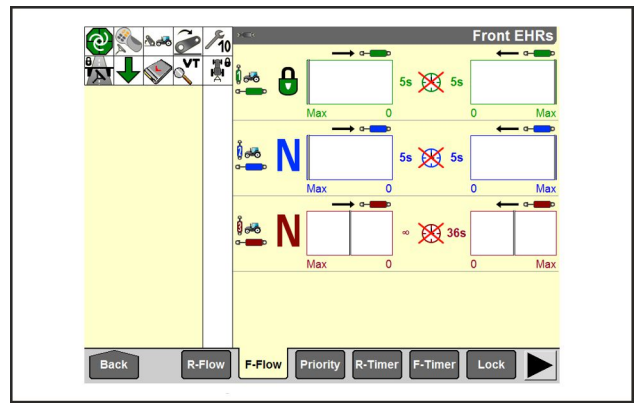 Front EHRs
10
VT
5s 5s
Max 0 0 Max
N 5s 5s
Max 0 0 Max
N ∞ 36s
Max 0 0 Max
Back R-Flow F-Flow Priority R-Timer F-Timer Lock